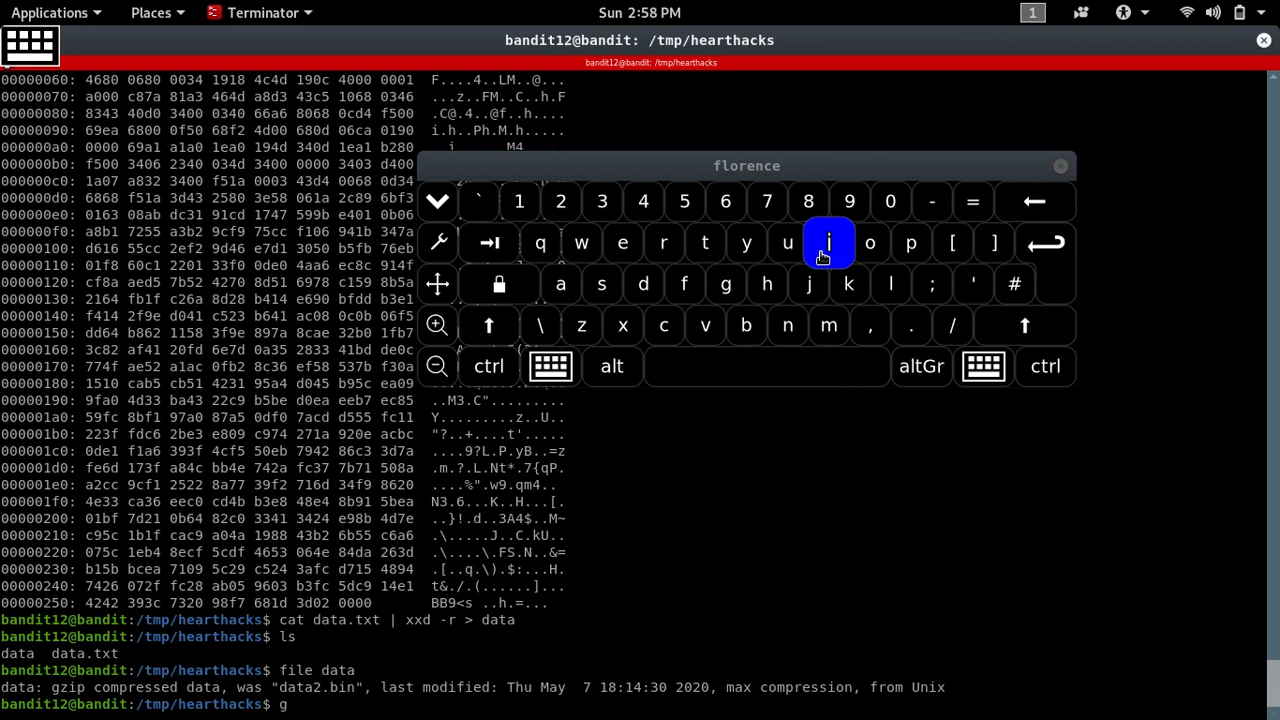 Applications Places Terminator Sun 2:58 PM 1
bandit12@bandit: /tmp/hearthacks
bandit12@bandit: /tmp/hearthacks
00000060: 4680 0680 0034 1918 4c4d 190c 4000 0001 F....4..LM..@...
00000070: a000 c87a 81a3 464d a8d3 43c5 1068 0346 ...z..FM..C..h.F
00000080: 8343 40d0 3400 0340 66a6 8068 0cd4 f500 .C@.4..@f..h....
00000090: 69ea 6800 0f50 68f2 4d00 680d 06ca 0190 i.h..Ph.M.h.....
000000a0: 0000 69a1 a1a0 1ea0 194d 340d 1ea1 b280
000000b0: f500 3406 2340 034d 3400 0000 3403 d400
000000c0: 1a07 a832 3400 f51a 0003 43d4 0068 0d34
000000d0: 6868 f51a 3d43 2580 3e58 061a 2c89 6bf3
000000e0: 0163 08ab dc31 91cd 1747 599b e401 0b06
000000f0: a881 7225 a3b2 9cf9 75cc f106 941b 347a
00000100: d616 55cc 2ef2 9d46 e7d1 3050 b5fb 76eb
00000110: 01f8 60c1 2201 33f0 0de0 4aa6 ec8c 914f
00000120: cf8a aed5 7b52 4270 8d51 6978 c159 8b5a
00000130: 2164 fb1f c26a 8d28 b414 e690 bfdd b3e1
00000140: f414 2f9e d041 c523 b641 ac08 0c0b 06f5
00000150: dd64 b862 1158 3f9e 897a 8cae 32b0 1fb7
00000160: 3c82 af41 20fd 6e7d 0a35 2833 41bd de0c
00000170: 774f ae52 a1ac 0fb2 8c36 ef58 537b f30a
00000180: 1510 cab5 cb51 4231 95a4 d045 b95c ea09
00000190: 9fa0 4d33 ba43 22c9 b5be d0ea eeb7 ec85 ..M3.C".........
000001a0: 59fc 8bf1 97a0 87a5 0df0 7acd d555 fc11 Y.........z..U..
000001b0: 223f fdc6 2be3 e809 c974 271a 920e acbc "?..+....t'.....
000001c0: 0de1 f1a6 393f 4cf5 50eb 7942 86c3 3d7a ....9?L.P.yB..=z
000001d0: fe6d 173f a84c bb4e 742a fc37 7b71 508a .m.?.L.Nt*.7{qP.
000001e0: a2cc 9cf1 2522 8a77 39f2 716d 34f9 8620 ....%".w9.qm4..
000001f0: 4e33 ca36 eec0 cd4b b3e8 48e4 8b91 5bea N3.6...K..H...[.
00000200: 01bf 7d21 0b64 82c0 3341 3424 e98b 4d7e ..}!.d..3A4$..M~
00000210: c95c 1b1f cac9 a04a 1988 43b2 6b55 c6a6 .\.....J..C.kU..
00000220: 075c 1eb4 8ecf 5cdf 4653 064e 84da 263d .\....\.FS.N..&=
00000230: b15b bcea 7109 5c29 c524 3afc d715 4894 .[..q.\).$:...H.
00000240: 7426 072f fc28 ab05 9603 b3fc 5dc9 14e1 t&./.(......]...
00000250: 4242 393c 7320 98f7 681d 3d02 0000 BB9<s ..h.=...
bandit12@bandit:/tmp/hearthacks$ cat data.txt | xxd -r > data
bandit12@bandit:/tmp/hearthacks$ ls
data data.txt
bandit12@bandit:/tmp/hearthacks$ file data
data: gzip compressed data, was "data2.bin", last modified: Thu May 7 18:14:30 2020, max compression, from Unix
bandit12@bandit:/tmp/hearthacks$ g
florence
` 1 2 3 4 5 6 7 8 9 0 - =
q w e r t y u i o p [ ]
a s d f g h j k l ; ' #
\ z x c v b n m , . /
ctrl alt altGr ctrl